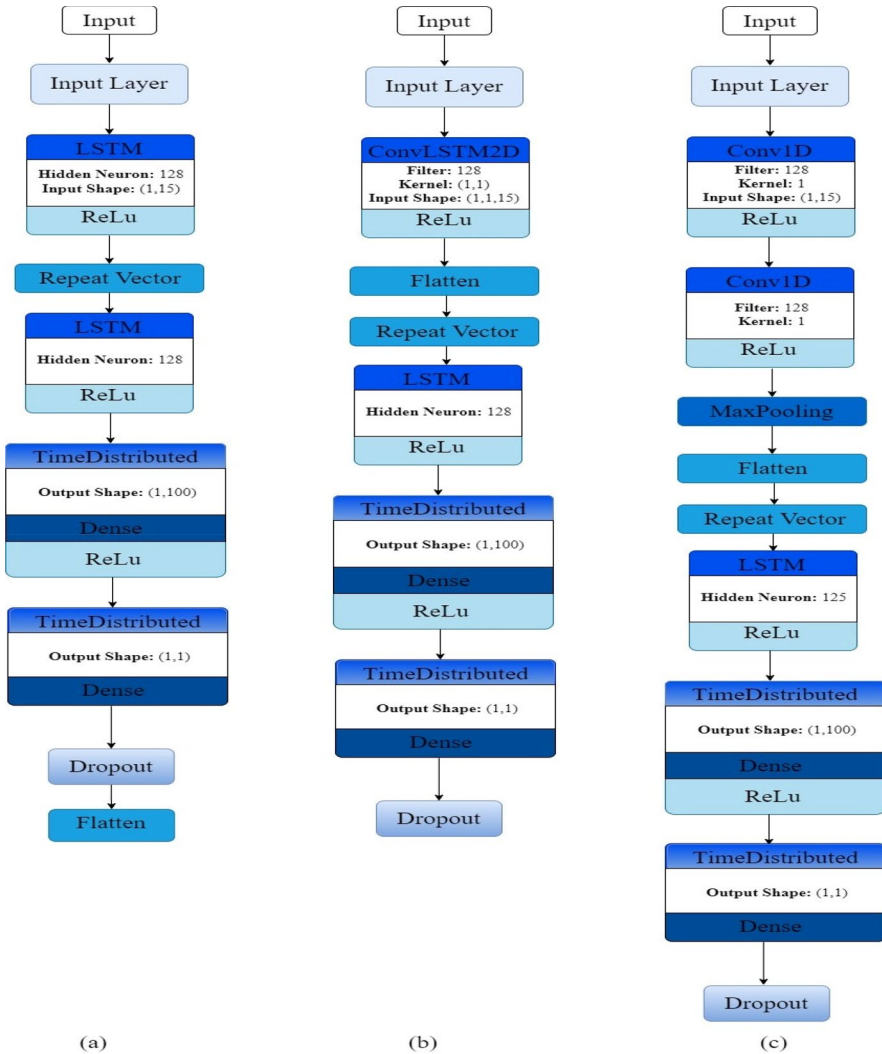 Input
Input Layer
LSTM
Hidden Neuron: 128
Input Shape: (1,15)
ReLu
Repeat Vector
LSTM
Hidden Neuron: 128
ReLu
TimeDistributed
Output Shape: (1,100)
Dense
ReLu
TimeDistributed
Output Shape: (1,1)
Dense
Dropout
Flatten
(a)
Input
Input Layer
ConvLSTM2D
Filter: 128
Kernel: (1,1)
Input Shape: (1,1,15)
ReLu
Flatten
Repeat Vector
LSTM
Hidden Neuron: 128
ReLu
TimeDistributed
Output Shape: (1,100)
Dense
ReLu
TimeDistributed
Output Shape: (1,1)
Dense
Dropout
(b)
Input
Input Layer
Conv1D
Filter: 128
Kernel: 1
Input Shape: (1,15)
ReLu
Conv1D
Filter: 128
Kernel: 1
ReLu
MaxPooling
Flatten
Repeat Vector
LSTM
Hidden Neuron: 125
ReLu
TimeDistributed
Output Shape: (1,100)
Dense
ReLu
TimeDistributed
Output Shape: (1,1)
Dense
Dropout
(c)